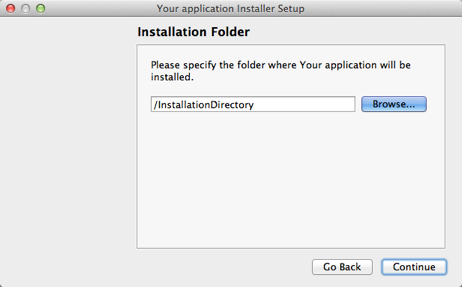 Your application Installer Setup
Installation Folder
Please specify the folder where Your application will be
installed.
/InstallationDirectory
Browse...
Go Back
Continue